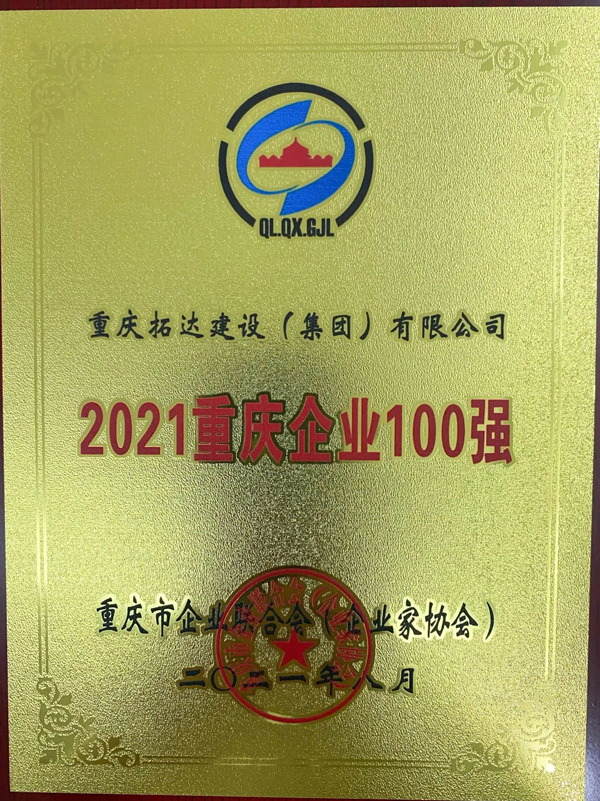 QL.QX.GJL
重庆拓达建设（集团）有限公司
2021重庆企业100强
重庆市企业联合会（企业家协会）
二〇二一年八月